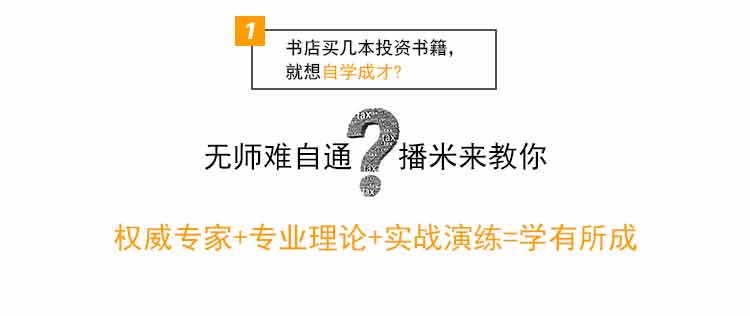 1
书店买几本投资书籍，
就想自学成才?
无师难自通?播米来教你
权威专家+专业理论+实战演练=学有所成